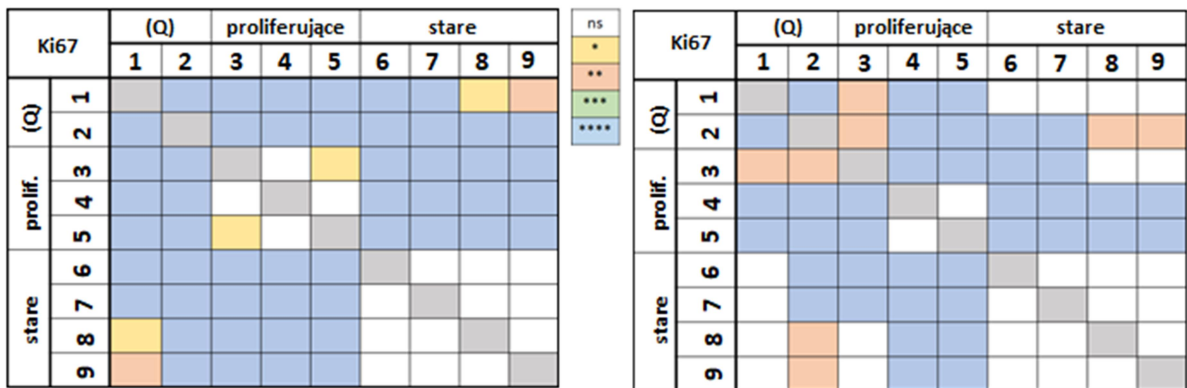 Ki67 (Q) proliferujące stare
1 2 3 4 5 6 7 8 9
(Q) 1
2
prolif. 3
4
5
stare 6
7
8
9
ns
*
**
***
****
Ki67 (Q) proliferujące stare
1 2 3 4 5 6 7 8 9
(Q) 1
2
prolif. 3
4
5
stare 6
7
8
9